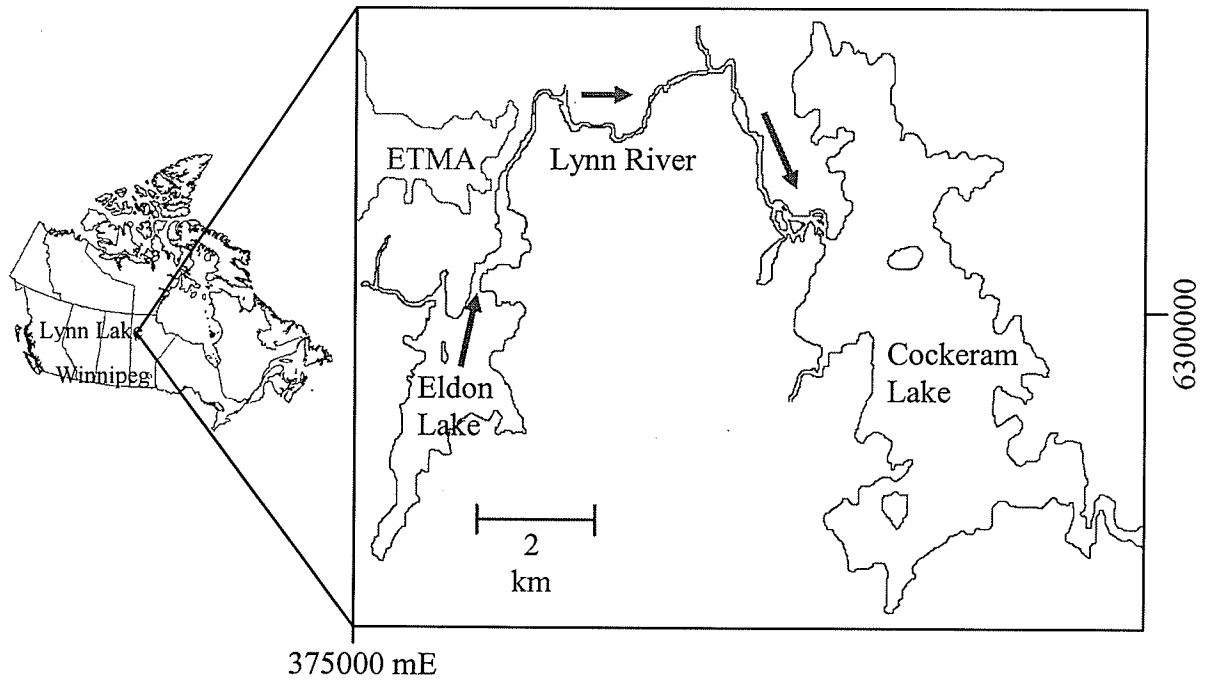 ETMA
Lynn River
Lynn Lake
Winnipeg
Eldon
Lake
Cockeram
Lake
6300000
2
km
375000 mE